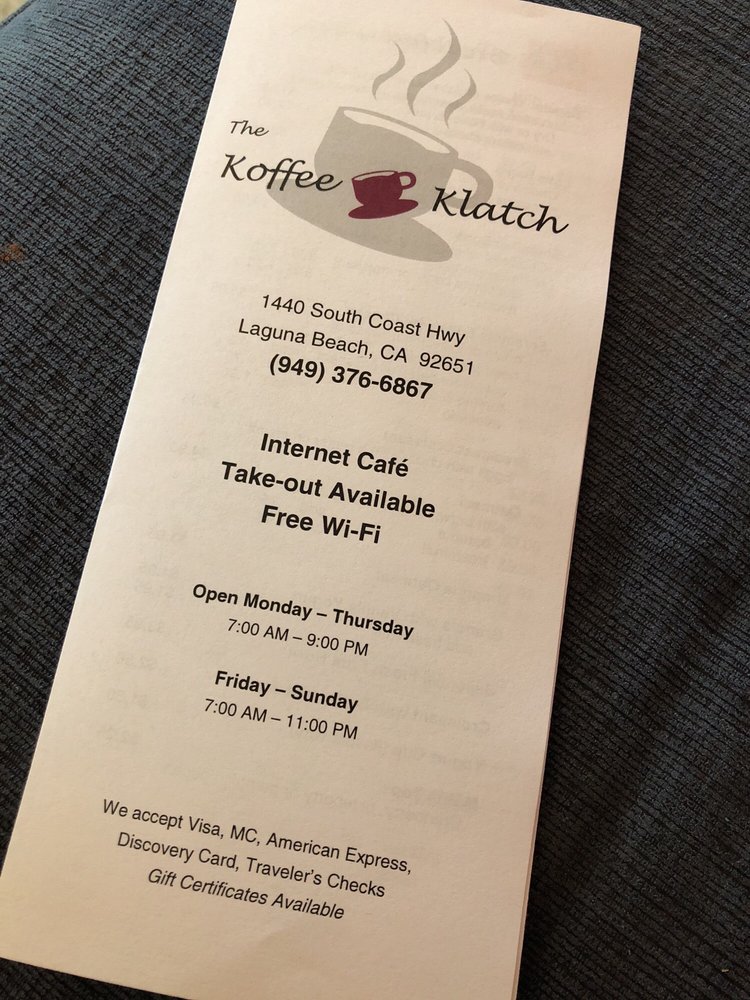 The
Koffee Klatch
1440 South Coast Hwy
Laguna Beach, CA 92651
(949) 376-6867
Internet Café
Take-out Available
Free Wi-Fi
Open Monday – Thursday
7:00 AM – 9:00 PM
Friday – Sunday
7:00 AM – 11:00 PM
We accept Visa, MC, American Express,
Discovery Card, Traveler's Checks
Gift Certificates Available